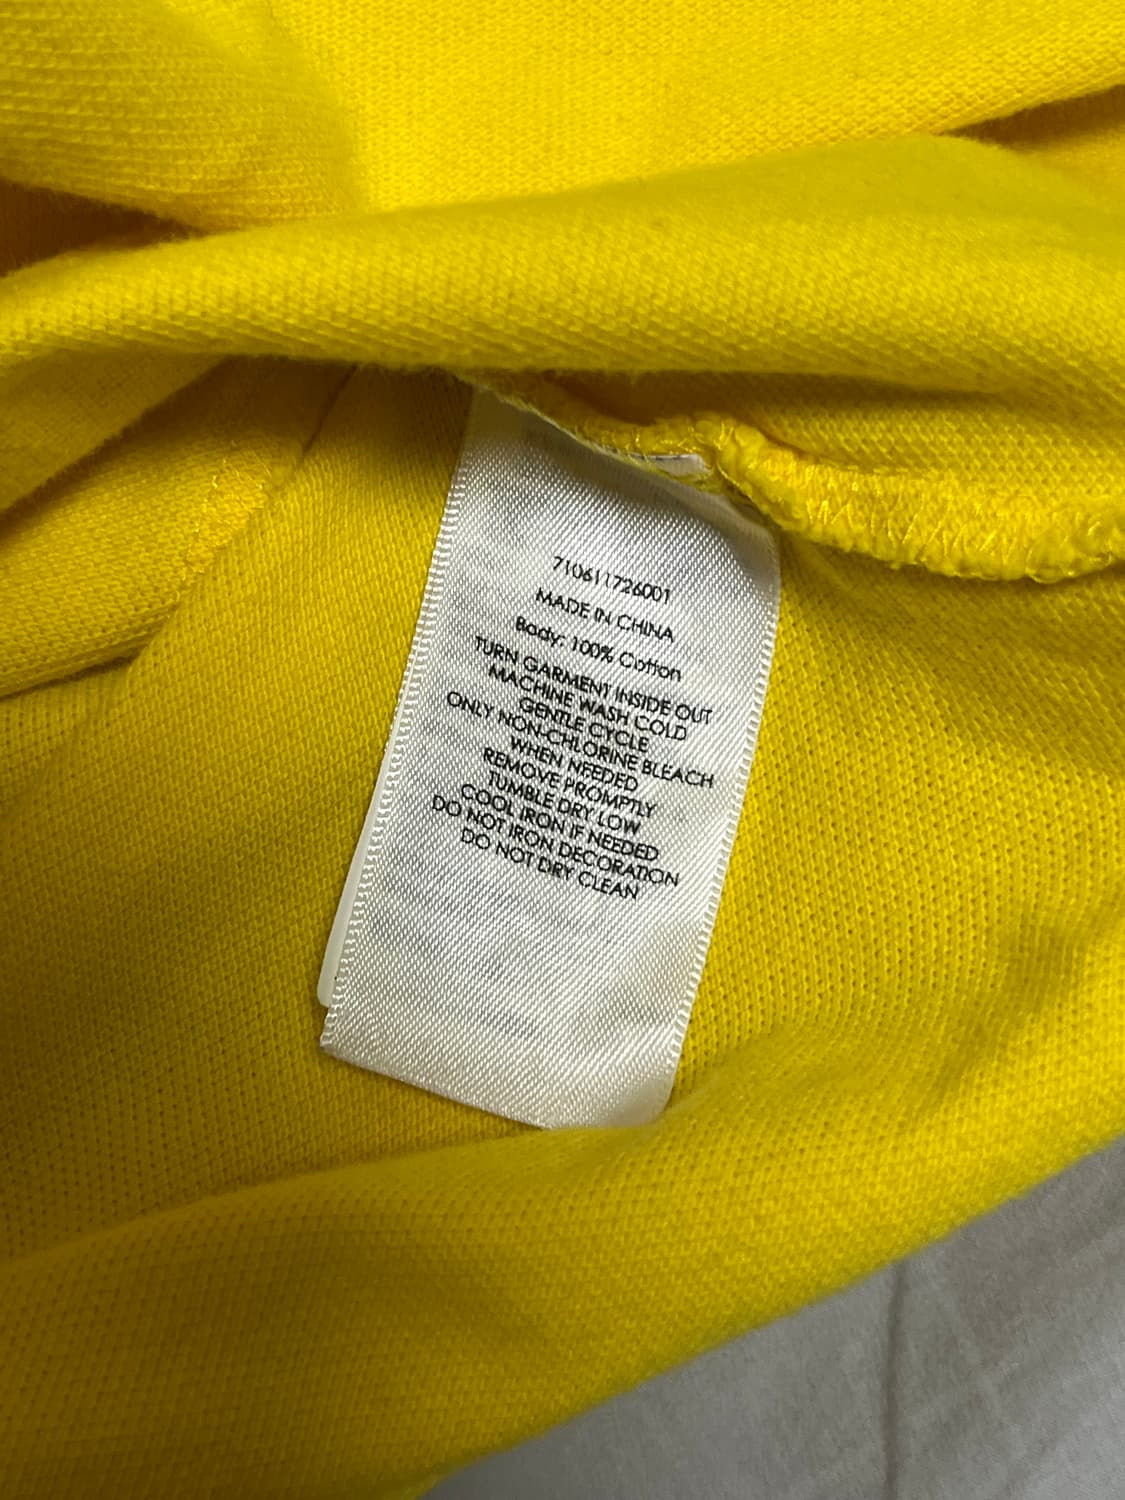 710611726001
MADE IN CHINA
Body: 100% Cotton
TURN GARMENT INSIDE OUT
MACHINE WASH COLD
GENTLE CYCLE
ONLY NON-CHLORINE BLEACH
WHEN NEEDED
REMOVE PROMPTLY
TUMBLE DRY LOW
COOL IRON IF NEEDED
DO NOT IRON DECORATION
DO NOT DRY CLEAN